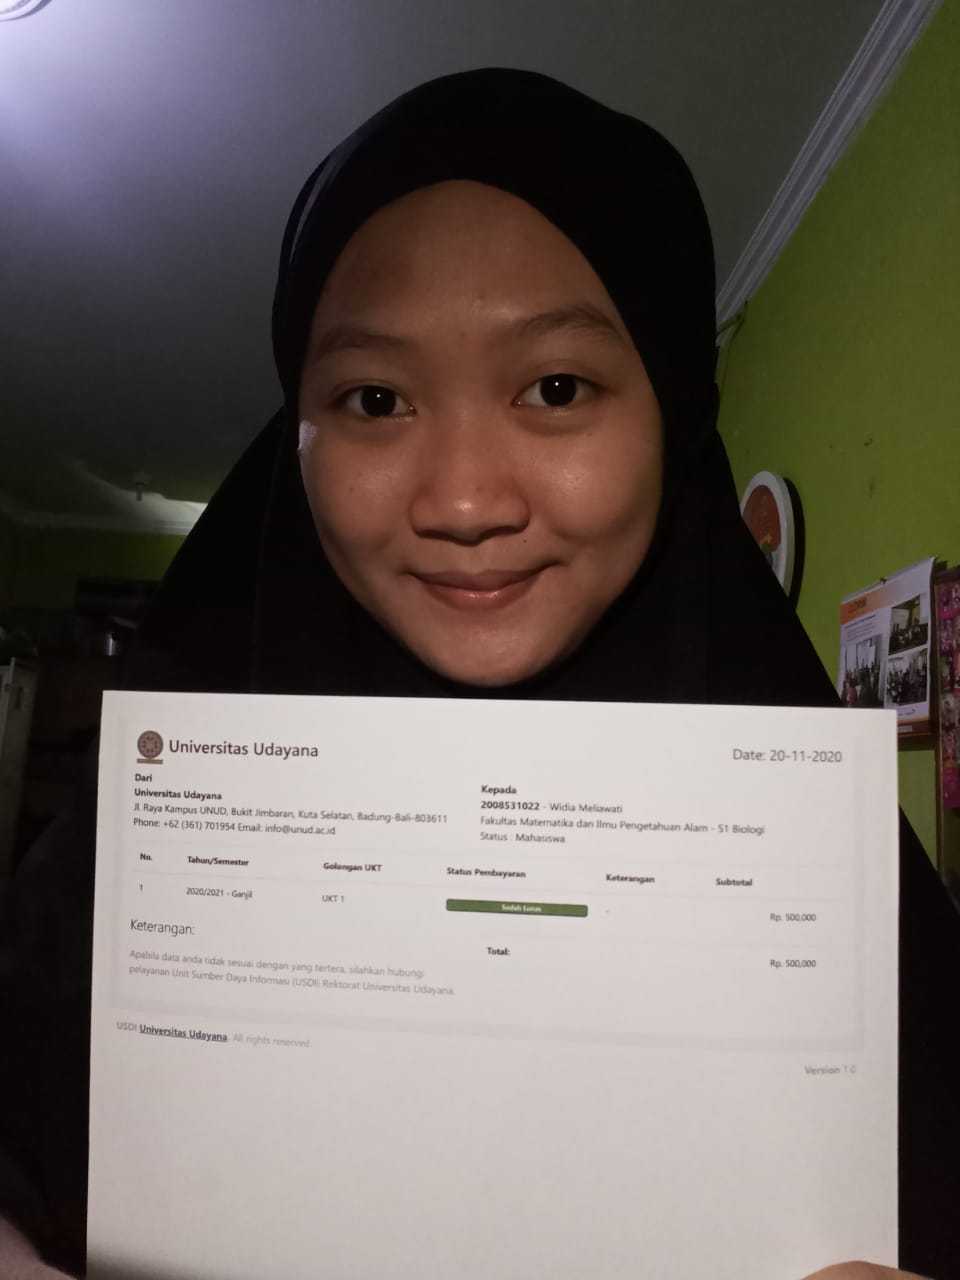 Universitas Udayana
Date: 20-11-2020
Dari
Universitas Udayana
Jl. Raya Kampus UNUD, Bukit Jimbaran, Kuta Selatan, Badung-Bali-803611
Phone: +62 (361) 701954 Email: info@unud.ac.id
Kepada
2008531022 - Widia Meliawati
Fakultas Matematika dan Ilmu Pengetahuan Alam - S1 Biologi
Status : Mahasiswa
No. Tahun/Semester Golongan UKT Status Pembayaran Keterangan Subtotal
1 2020/2021 - Ganjil UKT 1 Sudah Lunas - Rp. 500,000
Total: Rp. 500,000
Keterangan:
Apabila data anda tidak sesuai dengan yang tertera, silahkan hubungi
pelayanan Unit Sumber Daya Informasi (USDI) Rektorat Universitas Udayana.
USDI Universitas Udayana. All rights reserved.
Version 1.0